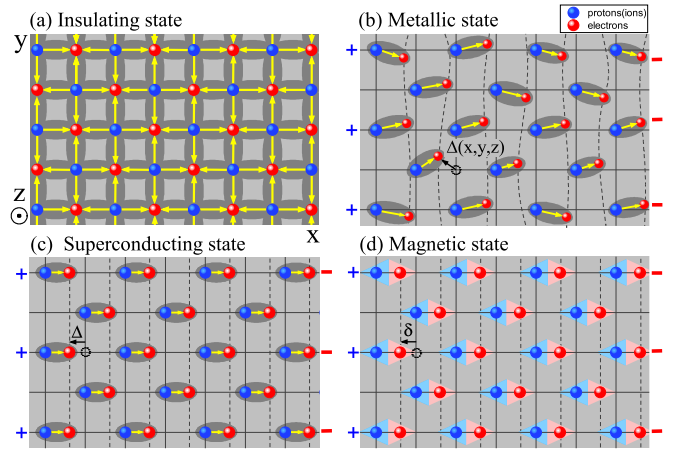 (a) Insulating state
y
z
x
(b) Metallic state
protons(ions)
electrons
+
+
+
Δ(x,y,z)
(c) Superconducting state
+
+
+
Δ
(d) Magnetic state
+
+
+
δ